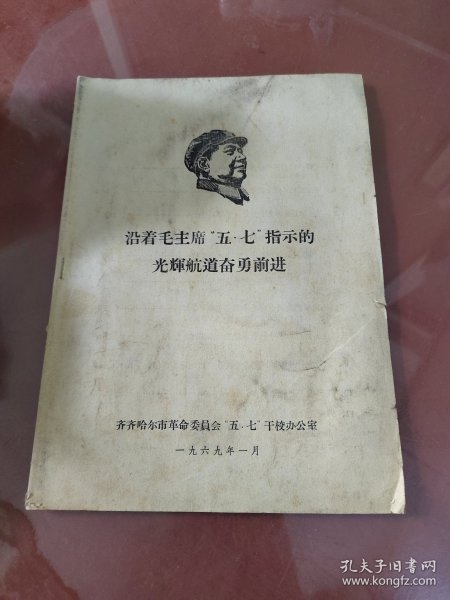 沿着毛主席“五·七”指示的
光輝航道奋勇前进
齐齐哈尔市革命委員会“五·七”干校办公室
一九六九年一月
孔夫子旧书网
www.kongfz.com